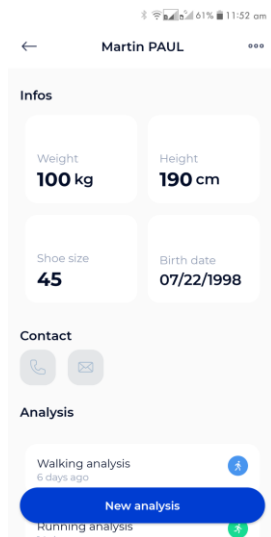 61% 11:52 am
Martin PAUL
Infos
Weight
100 kg
Height
190 cm
Shoe size
45
Birth date
07/22/1998
Contact
Analysis
Walking analysis
6 days ago
New analysis
Running analysis